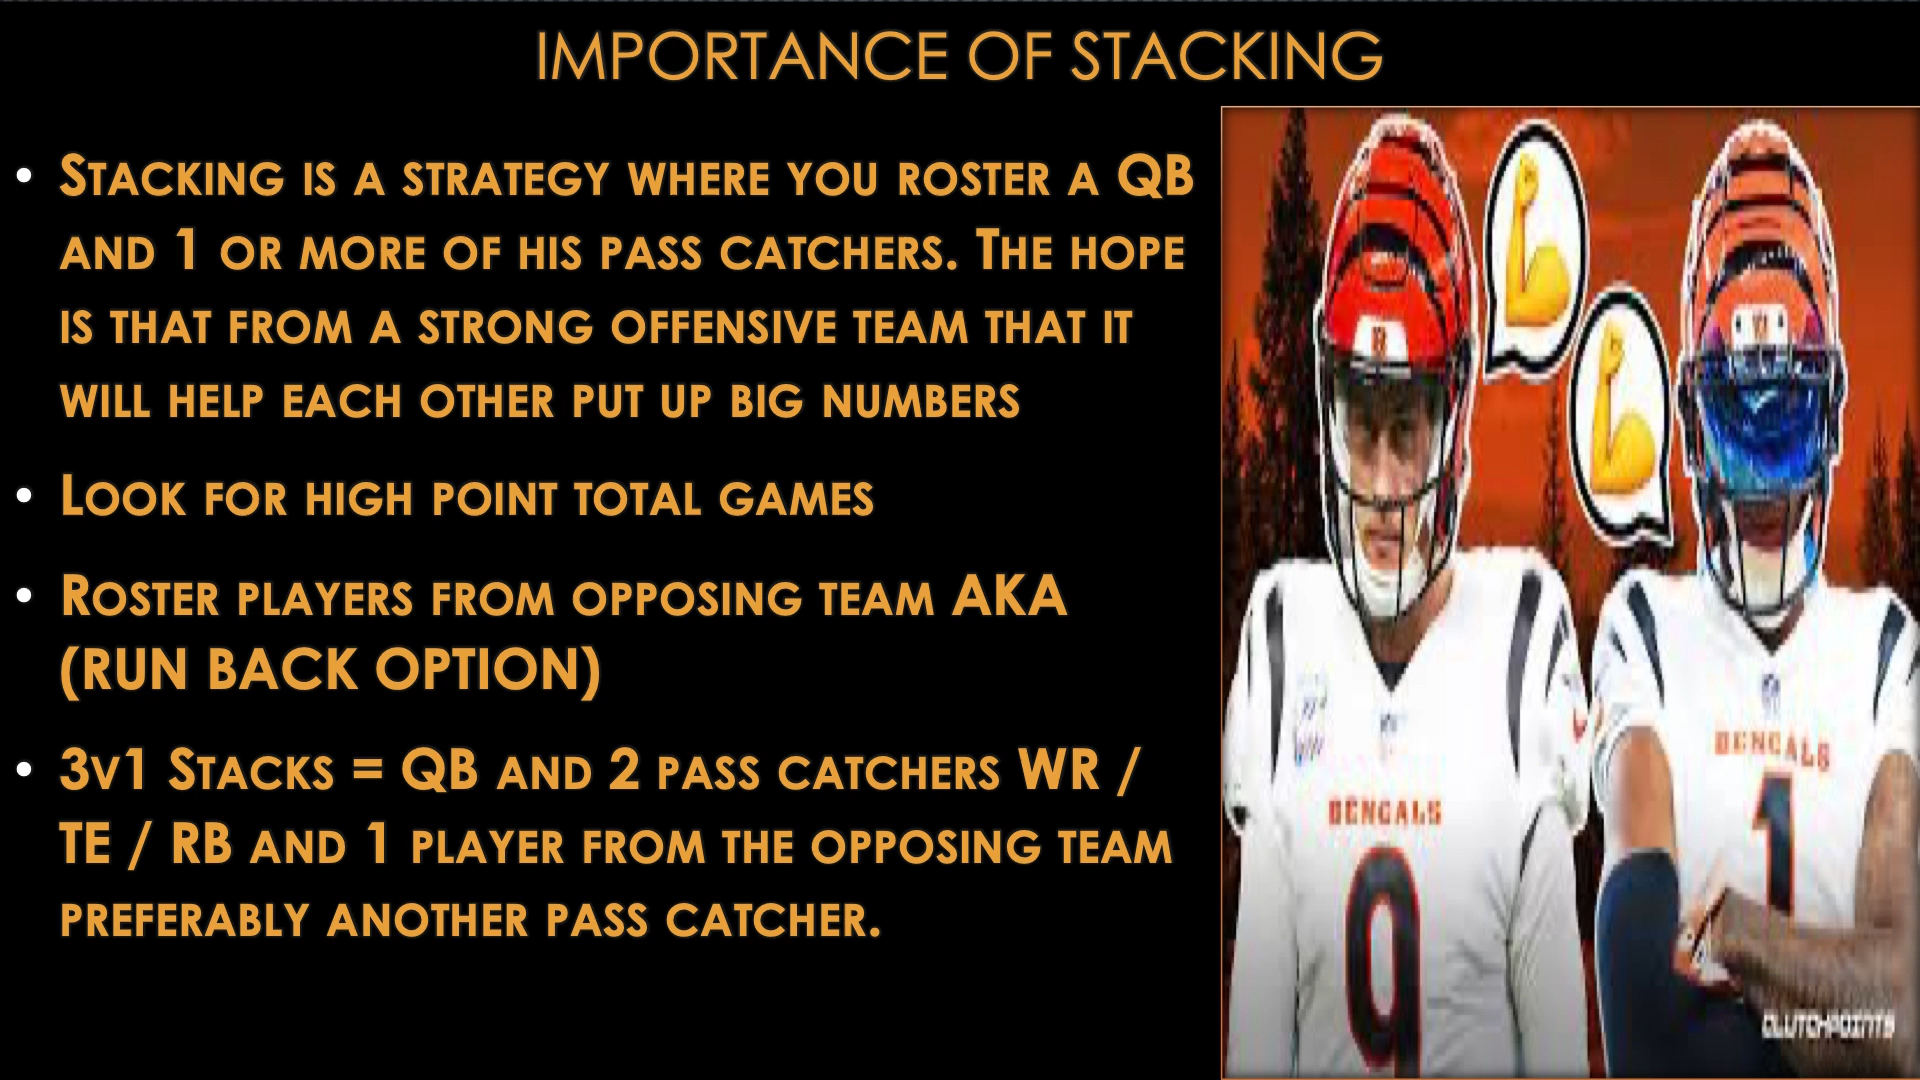 IMPORTANCE OF STACKING
• STACKING IS A STRATEGY WHERE YOU ROSTER A QB
AND 1 OR MORE OF HIS PASS CATCHERS. THE HOPE
IS THAT FROM A STRONG OFFENSIVE TEAM THAT IT
WILL HELP EACH OTHER PUT UP BIG NUMBERS
• LOOK FOR HIGH POINT TOTAL GAMES
• ROSTER PLAYERS FROM OPPOSING TEAM AKA
(RUN BACK OPTION)
• 3V1 STACKS = QB AND 2 PASS CATCHERS WR /
TE / RB AND 1 PLAYER FROM THE OPPOSING TEAM
PREFERABLY ANOTHER PASS CATCHER.
BENGALS
9
BENGALS
1
CLUTCHPOINTS